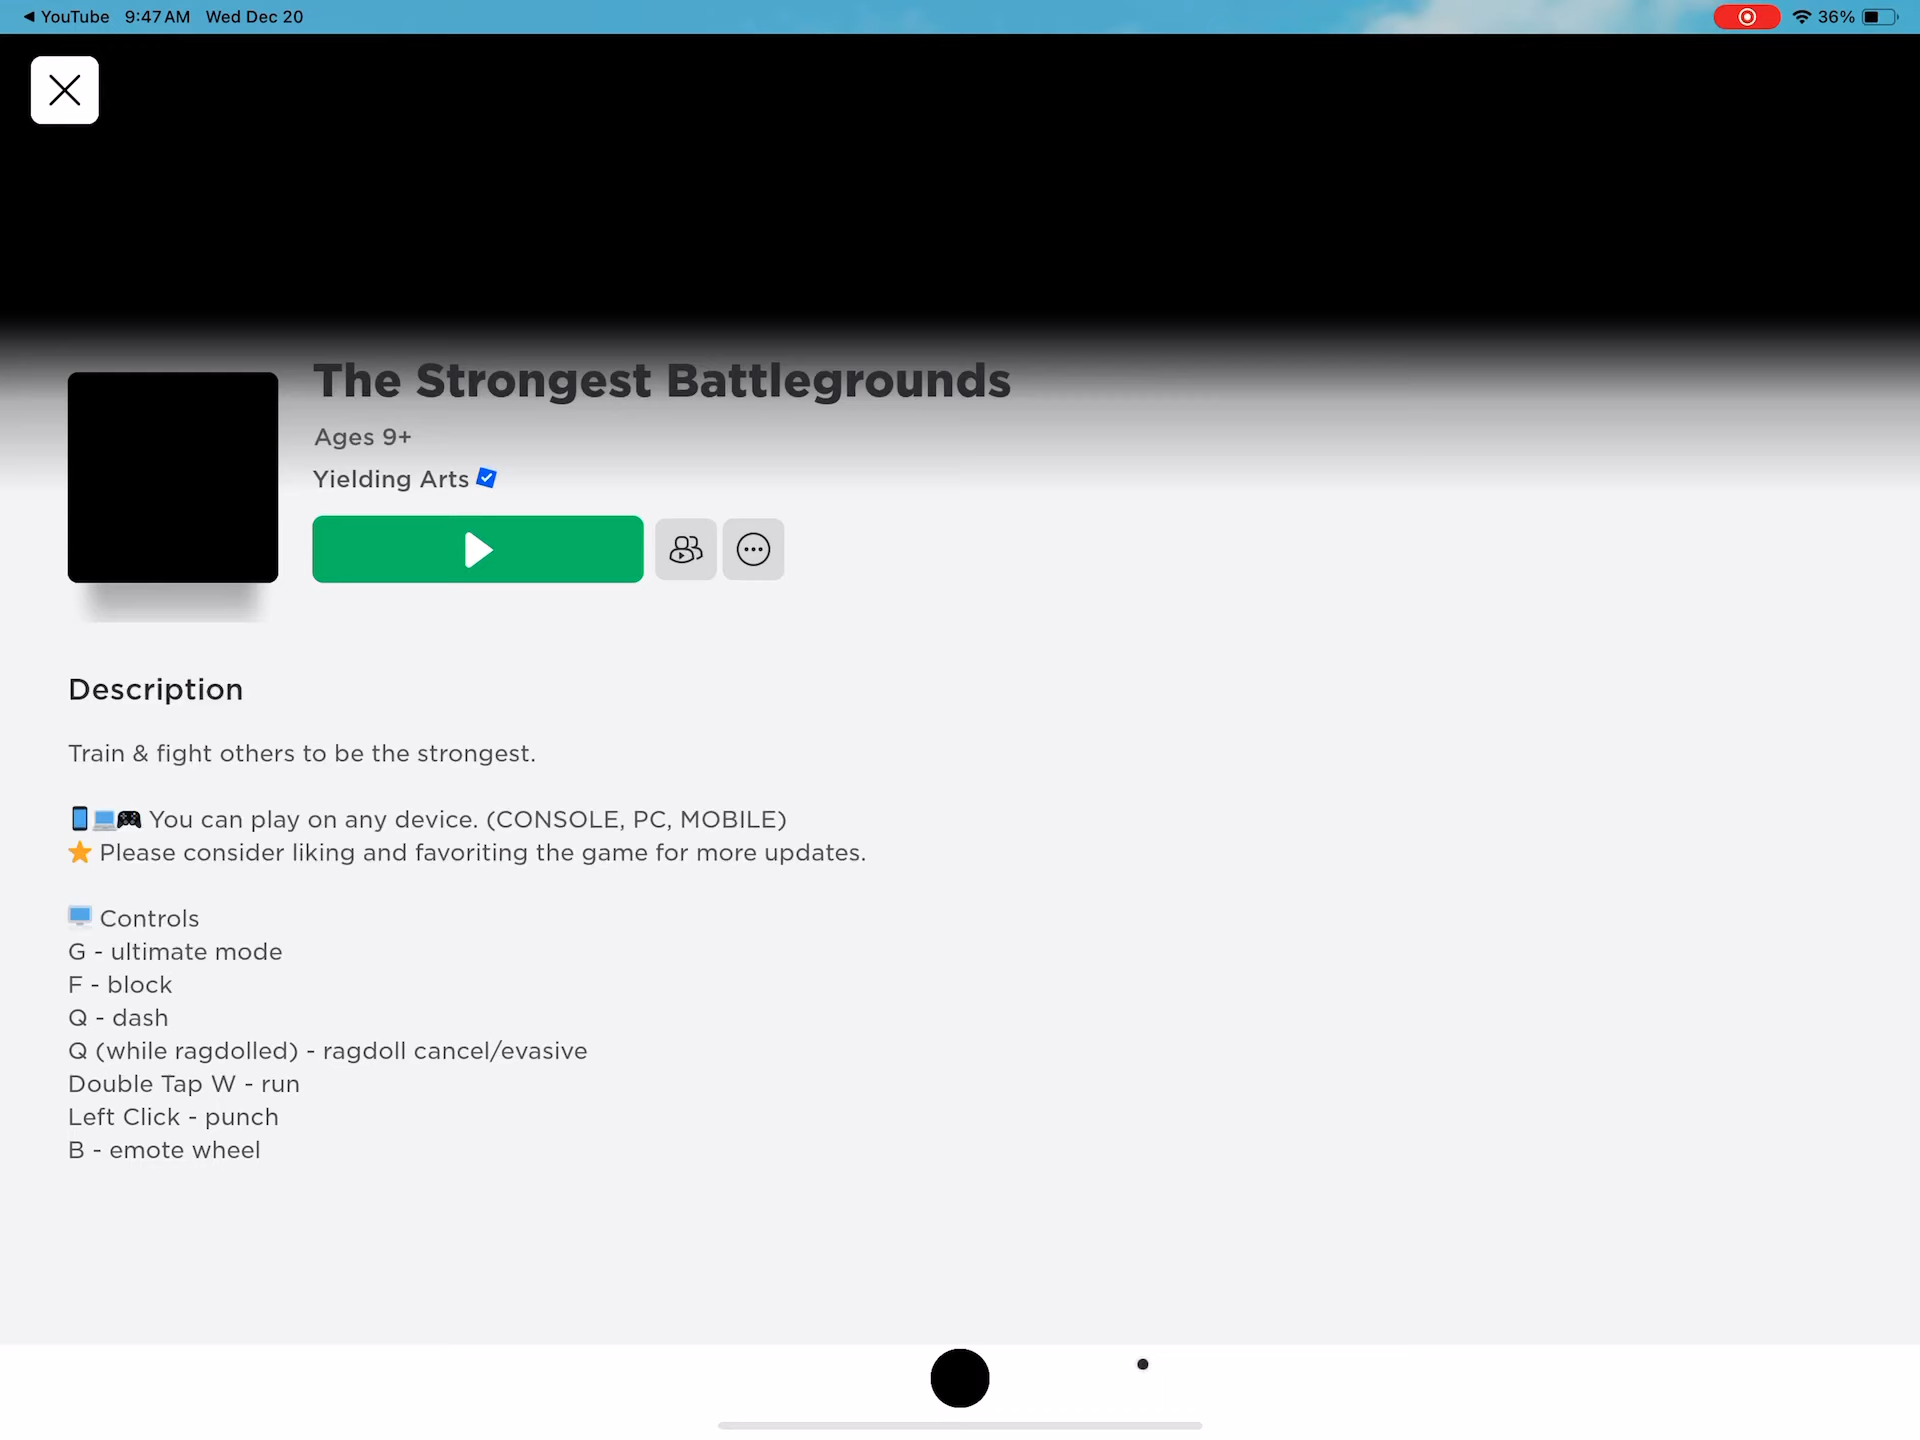 YouTube 9:47 AM Wed Dec 20 36%
The Strongest Battlegrounds
Ages 9+
Yielding Arts
Description
Train & fight others to be the strongest.
You can play on any device. (CONSOLE, PC, MOBILE)
Please consider liking and favoriting the game for more updates.
Controls
G - ultimate mode
F - block
Q - dash
Q (while ragdolled) - ragdoll cancel/evasive
Double Tap W - run
Left Click - punch
B - emote wheel